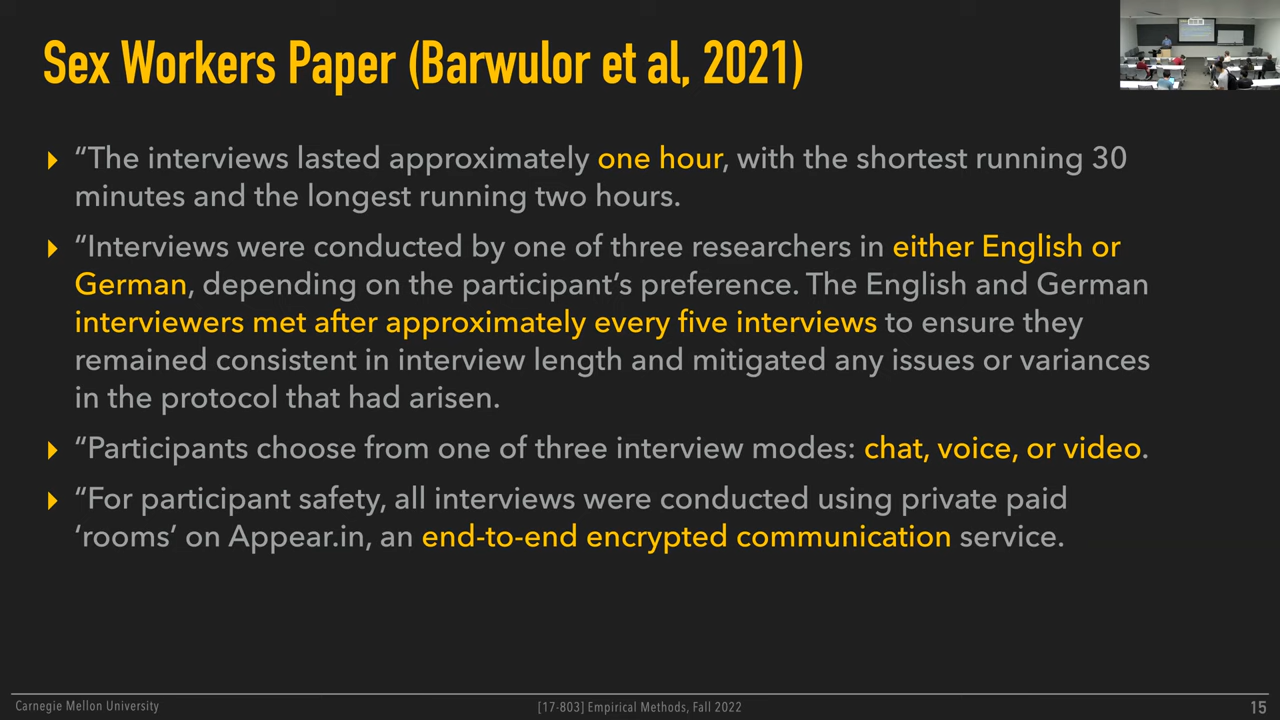 Sex Workers Paper (Barwulor et al, 2021)
“The interviews lasted approximately one hour, with the shortest running 30
minutes and the longest running two hours.
“Interviews were conducted by one of three researchers in either English or
German, depending on the participant’s preference. The English and German
interviewers met after approximately every five interviews to ensure they
remained consistent in interview length and mitigated any issues or variances
in the protocol that had arisen.
“Participants choose from one of three interview modes: chat, voice, or video.
“For participant safety, all interviews were conducted using private paid
‘rooms’ on Appear.in, an end-to-end encrypted communication service.
Carnegie Mellon University
[17-803] Empirical Methods, Fall 2022
15